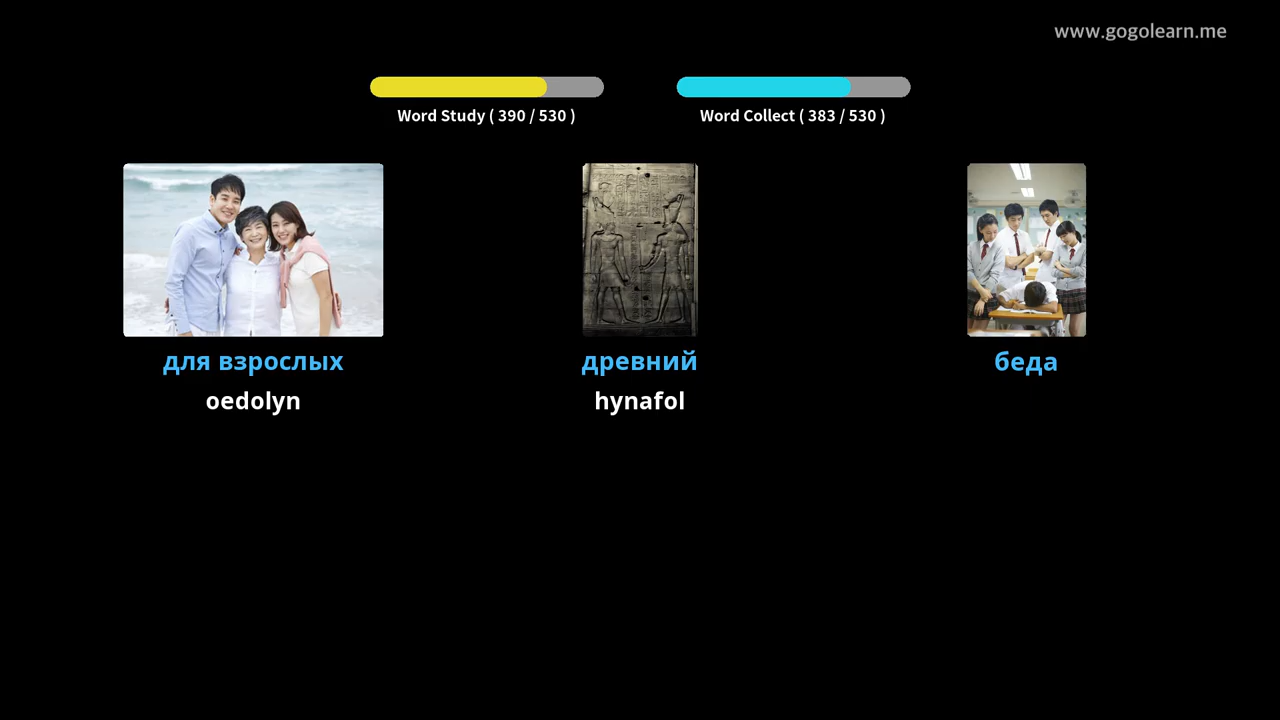 www.gogolearn.me
Word Study ( 390 / 530 )
Word Collect ( 383 / 530 )
для взрослых
древний
беда
oedolyn
hynafol